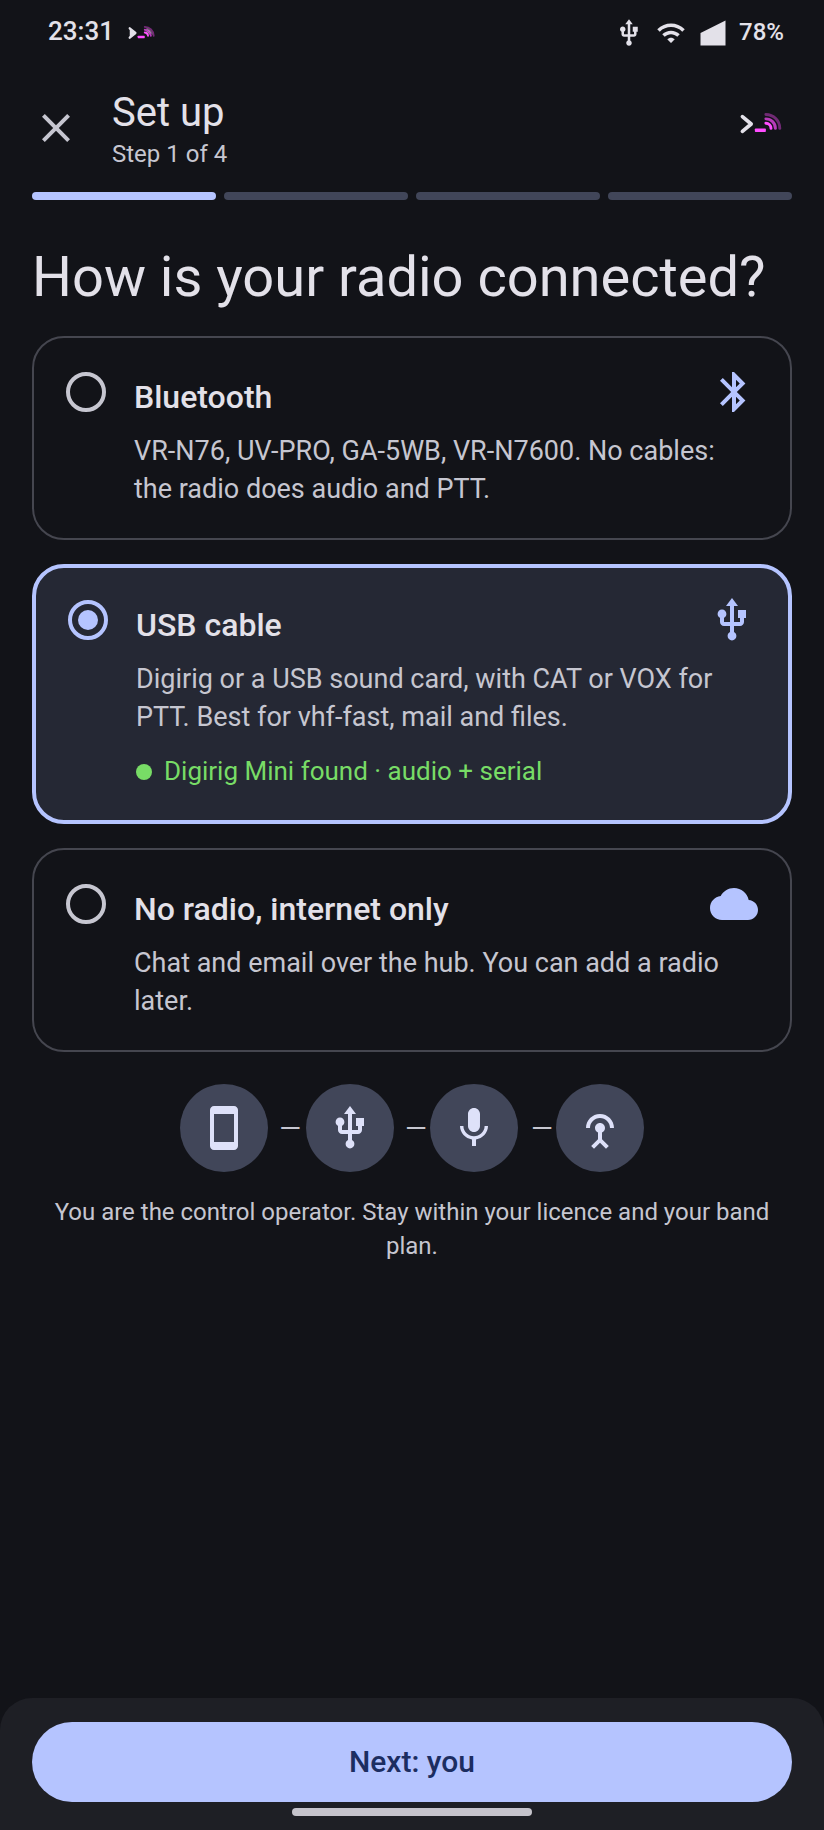 23:31
78%
Set up
Step 1 of 4
How is your radio connected?
Bluetooth
VR-N76, UV-PRO, GA-5WB, VR-N7600. No cables:
the radio does audio and PTT.
USB cable
Digirig or a USB sound card, with CAT or VOX for
PTT. Best for vhf-fast, mail and files.
Digirig Mini found · audio + serial
No radio, internet only
Chat and email over the hub. You can add a radio
later.
You are the control operator. Stay within your licence and your band
plan.
Next: you